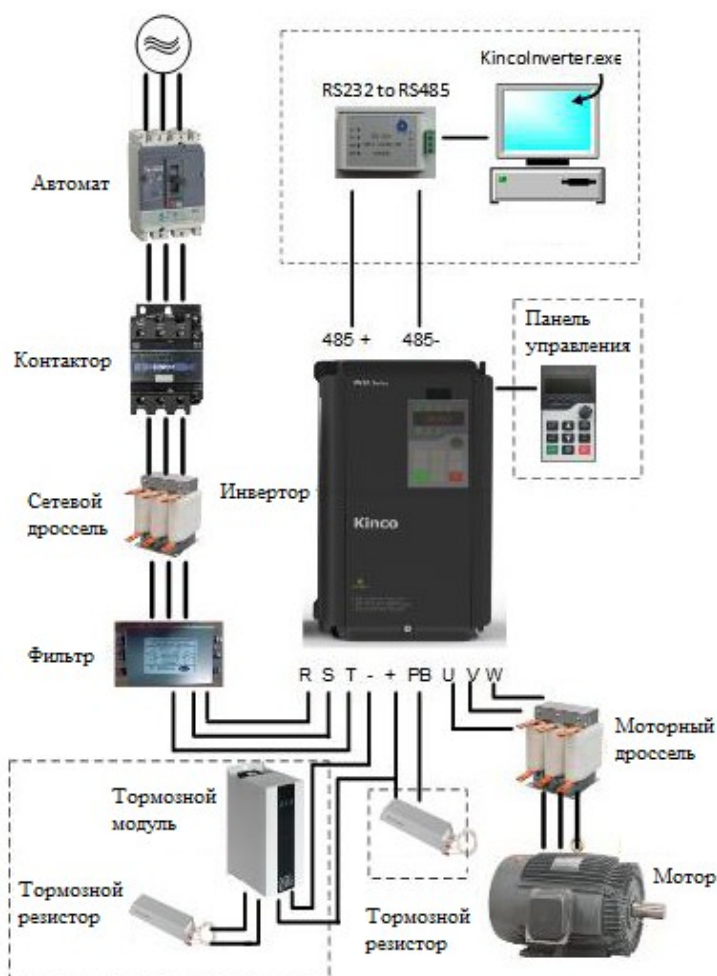 KincoInverter.exe
RS232 to RS485
Автомат
485 +
485-
Панель
управления
Контактор
Сетевой
дроссель
Инвертор
Kinco
Фильтр
R S T - + PB U V W
Моторный
дроссель
Тормозной
модуль
Тормозной
резистор
Тормозной
резистор
Мотор